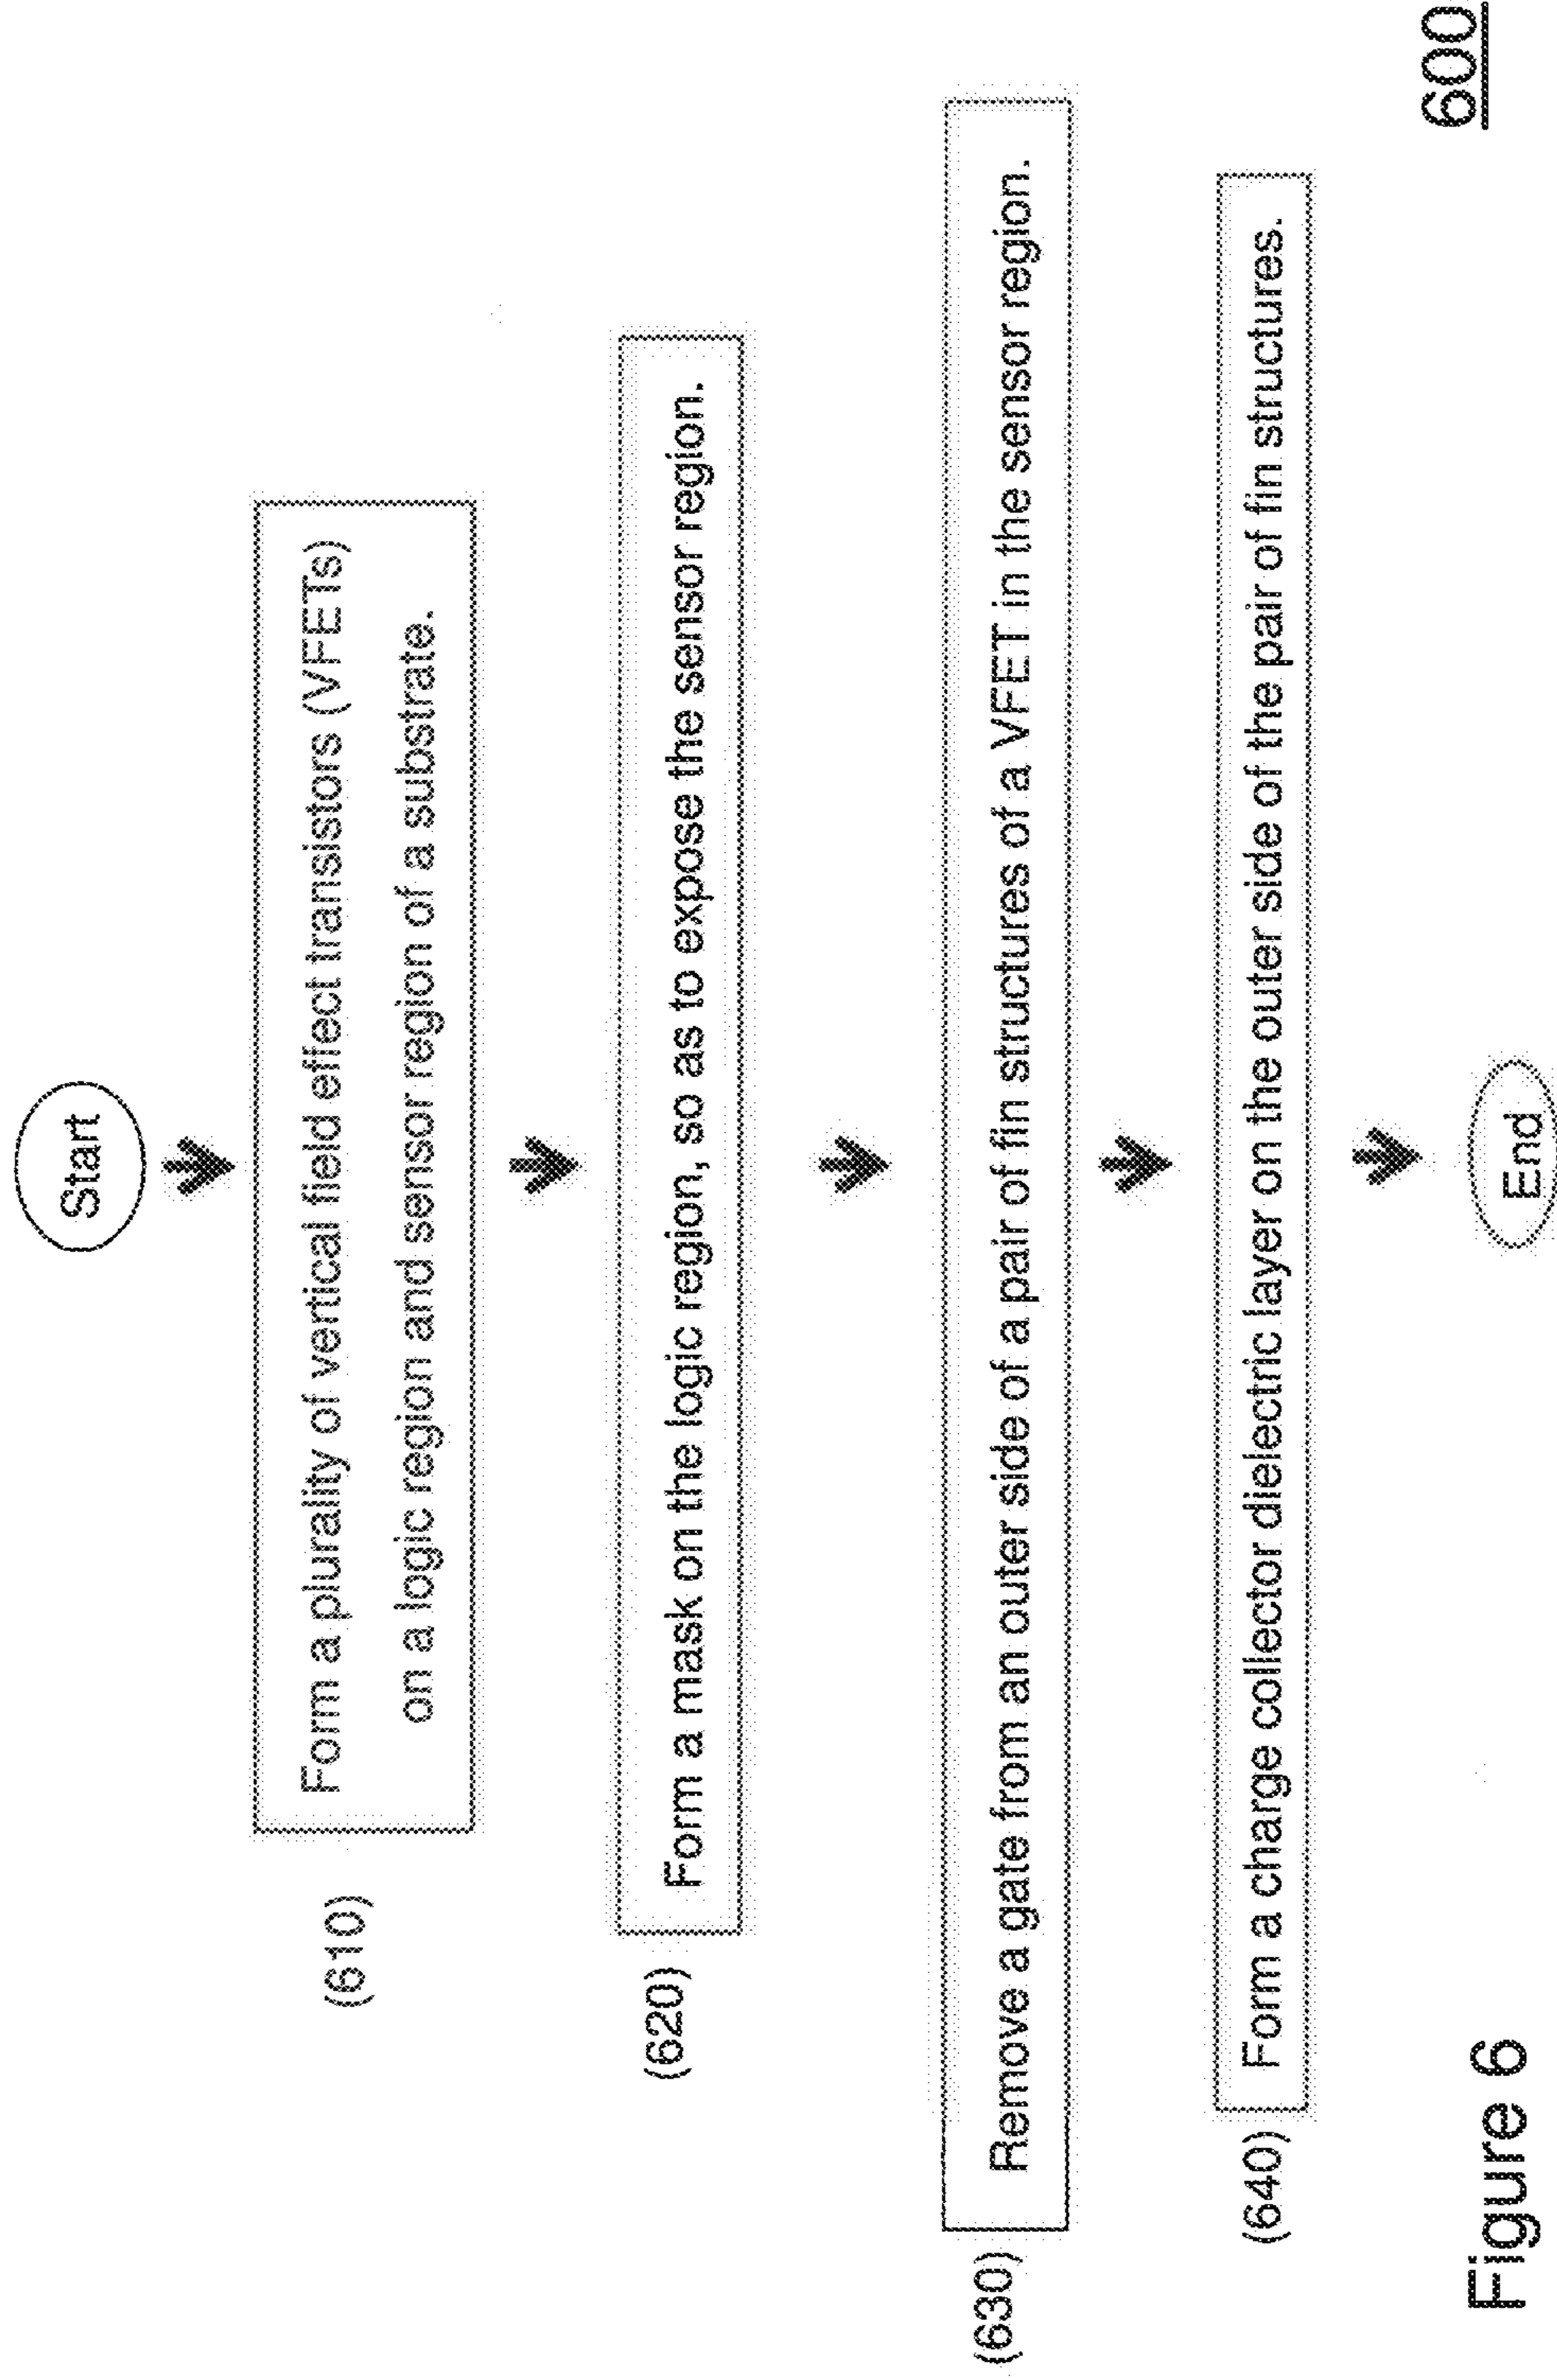 Start
(610)
Form a plurality of vertical field effect transistors (VFETs)
on a logic region and sensor region of a substrate.
(620)
Form a mask on the logic region, so as to expose the sensor region.
(630)
Remove a gate from an outer side of a pair of fin structures of a VFET in the sensor region.
(640)
Form a charge collector dielectric layer on the outer side of the pair of fin structures.
End
Figure 6
600